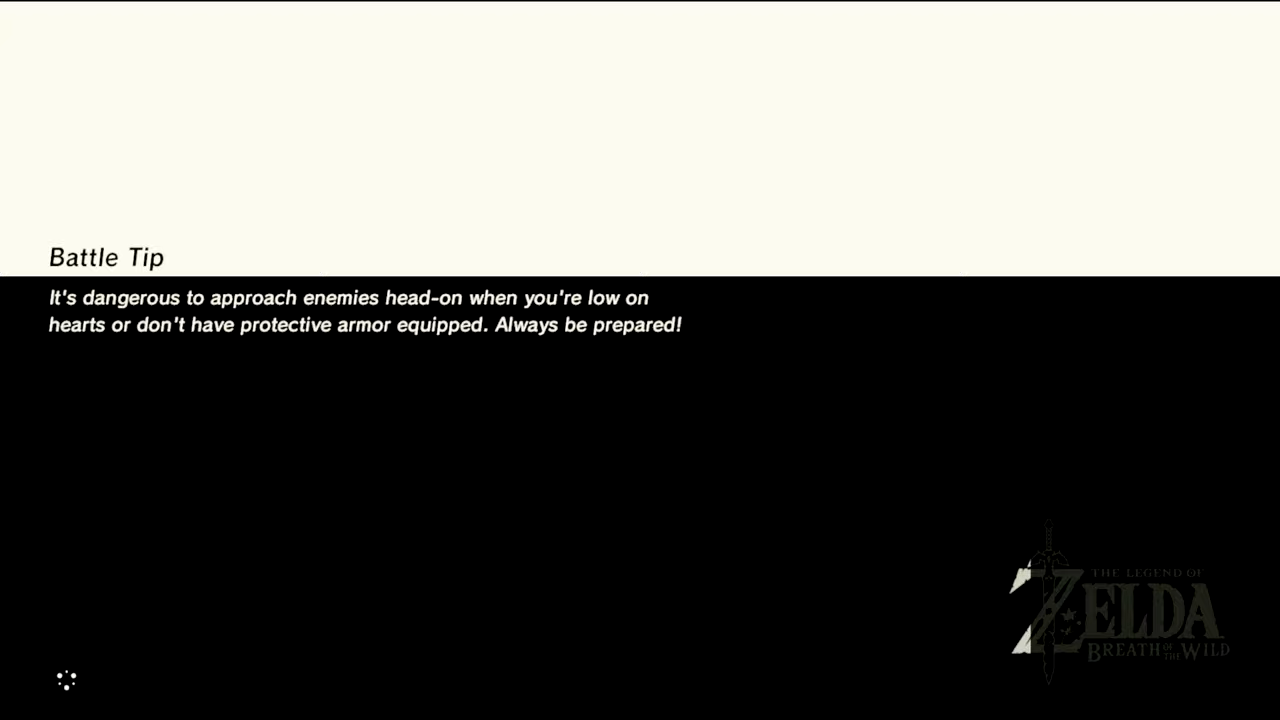 Battle Tip
It's dangerous to approach enemies head-on when you're low on
hearts or don't have protective armor equipped. Always be prepared!
THE LEGEND OF
ZELDA
BREATH OF THE WILD